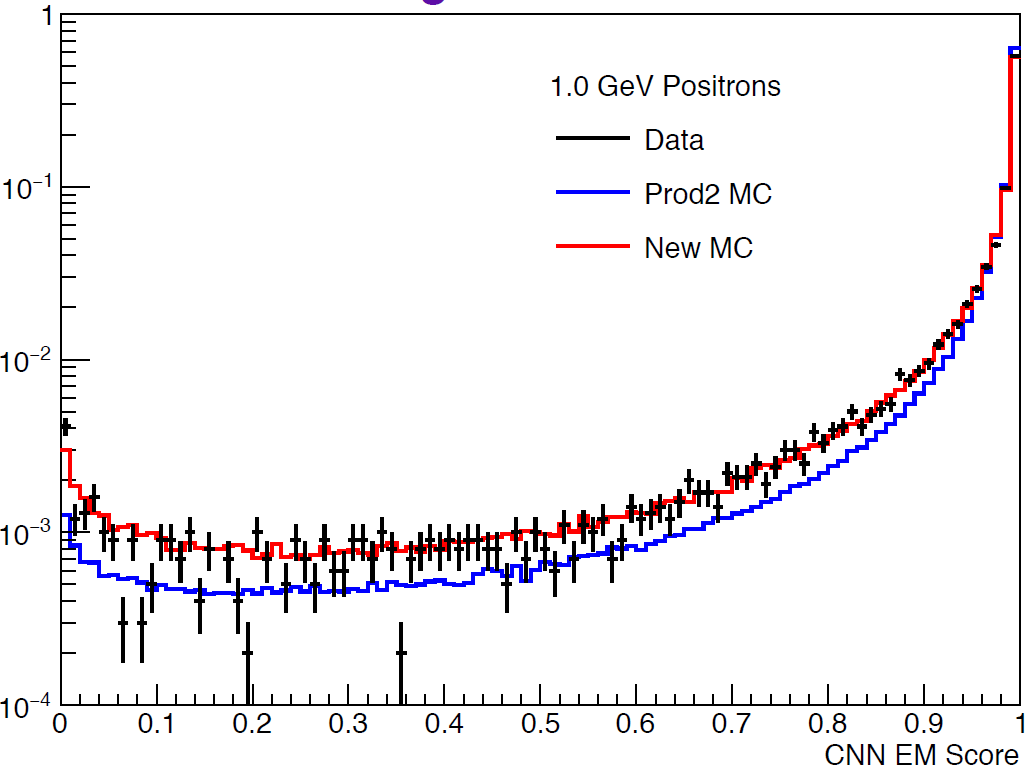 1
1.0 GeV Positrons
Data
10⁻¹
Prod2 MC
New MC
10⁻²
10⁻³
10⁻⁴
0 0.1 0.2 0.3 0.4 0.5 0.6 0.7 0.8 0.9 1
CNN EM Score